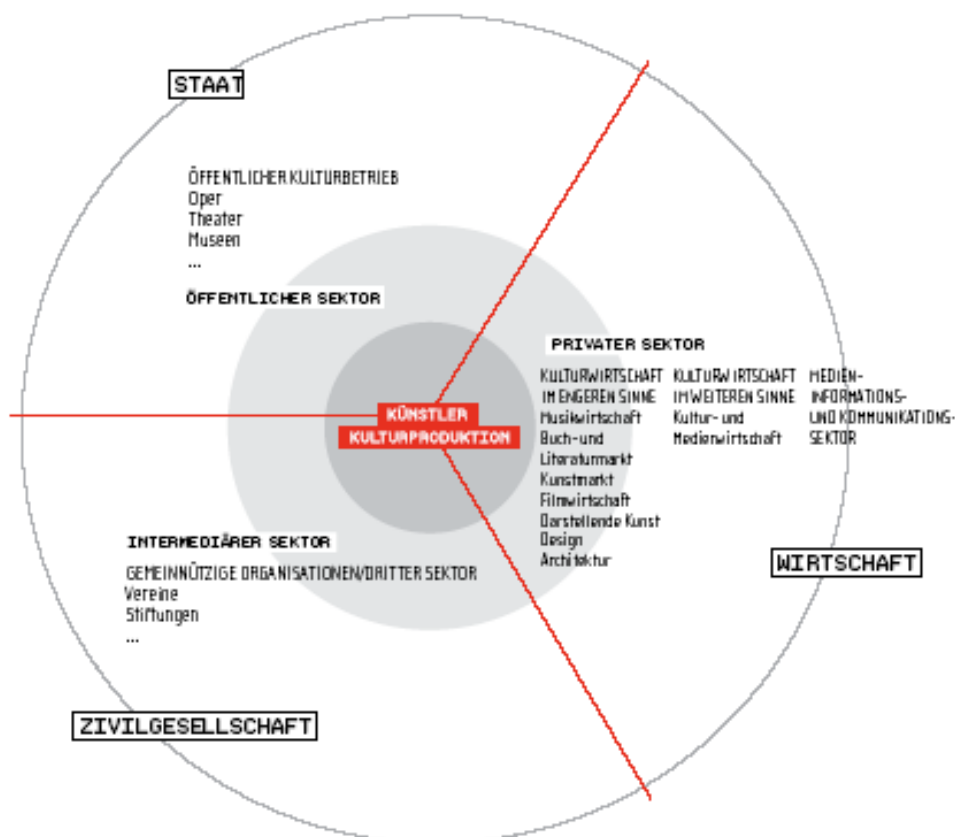 STAAT
ÖFFENTLICHER KULTURBETRIEB
Oper
Theater
Museen
...
ÖFFENTLICHER SEKTOR
PRIVATER SEKTOR
KULTURWIRTSCHAFT
IM ENGEREN SINNE
Musikwirtschaft
Buch- und
Literaturmarkt
Kunstmarkt
Filmwirtschaft
Darstellende Kunst
Design
Architektur
KULTURWIRTSCHAFT
IM WEITEREN SINNE
Kultur- und
Medienwirtschaft
MEDIEN-
INFORMATIONS-
UND KOMMUNIKATIONS-
SEKTOR
KÜNSTLER
KULTURPRODUKTION
INTERMEDIÄRER SEKTOR
GEMEINNÜTZIGE ORGANISATIONEN/DRITTER SEKTOR
Vereine
Stiftungen
...
WIRTSCHAFT
ZIVILGESELLSCHAFT